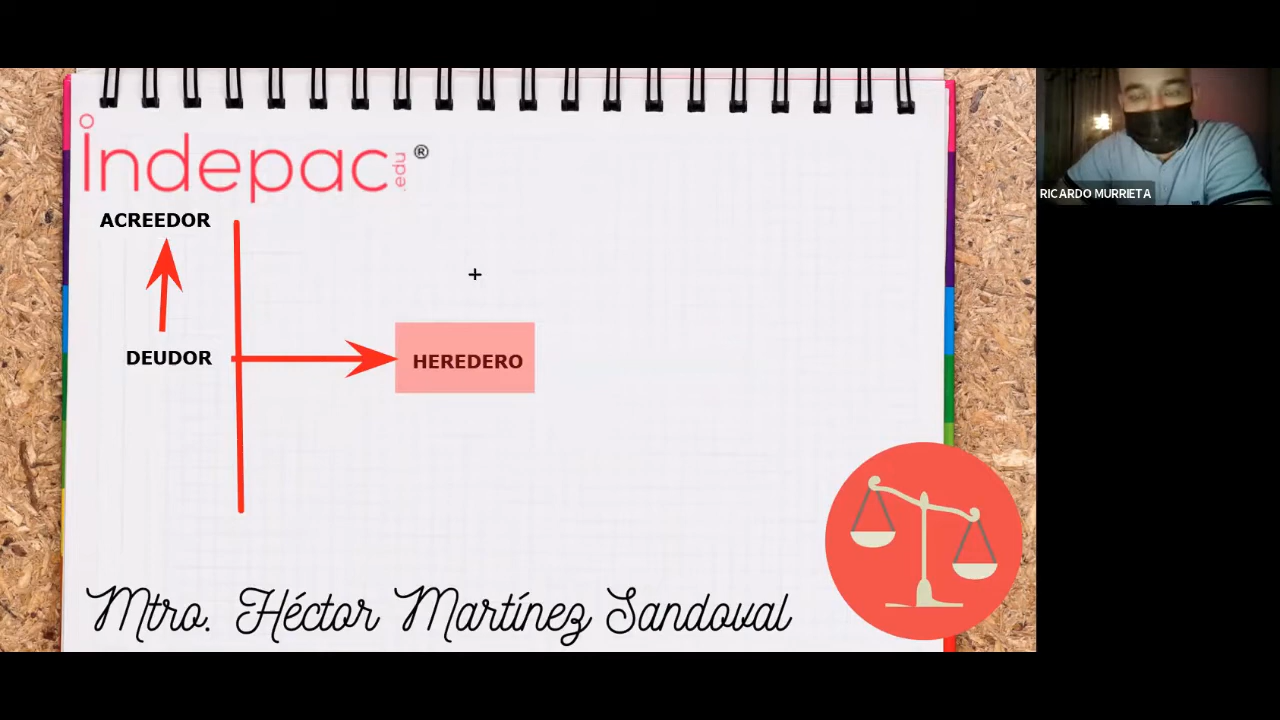 indepac.edu ®
ACREEDOR
DEUDOR
HEREDERO
Mtro. Héctor Martínez Sandoval
RICARDO MURRIETA